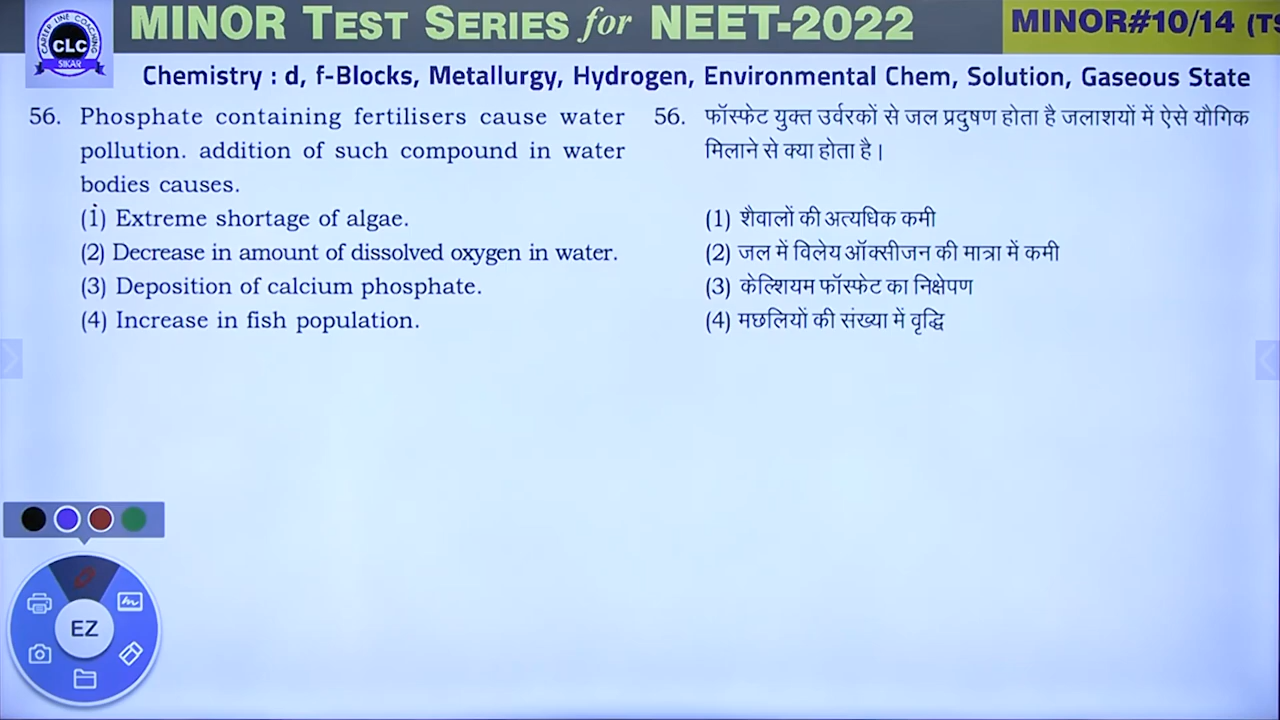 MINOR TEST SERIES for NEET-2022
MINOR#10/14 (TS
CAREER LINE COACHING
CLC
SIKAR
Chemistry : d, f-Blocks, Metallurgy, Hydrogen, Environmental Chem, Solution, Gaseous State
56. Phosphate containing fertilisers cause water
pollution. addition of such compound in water
bodies causes.
(1) Extreme shortage of algae.
(2) Decrease in amount of dissolved oxygen in water.
(3) Deposition of calcium phosphate.
(4) Increase in fish population.
56. फॉस्फेट युक्त उर्वरकों से जल प्रदुषण होता है जलाशयों में ऐसे यौगिक
मिलाने से क्या होता है।
(1) शैवालों की अत्यधिक कमी
(2) जल में विलेय ऑक्सीजन की मात्रा में कमी
(3) केल्शियम फॉस्फेट का निक्षेपण
(4) मछलियों की संख्या में वृद्धि
EZ